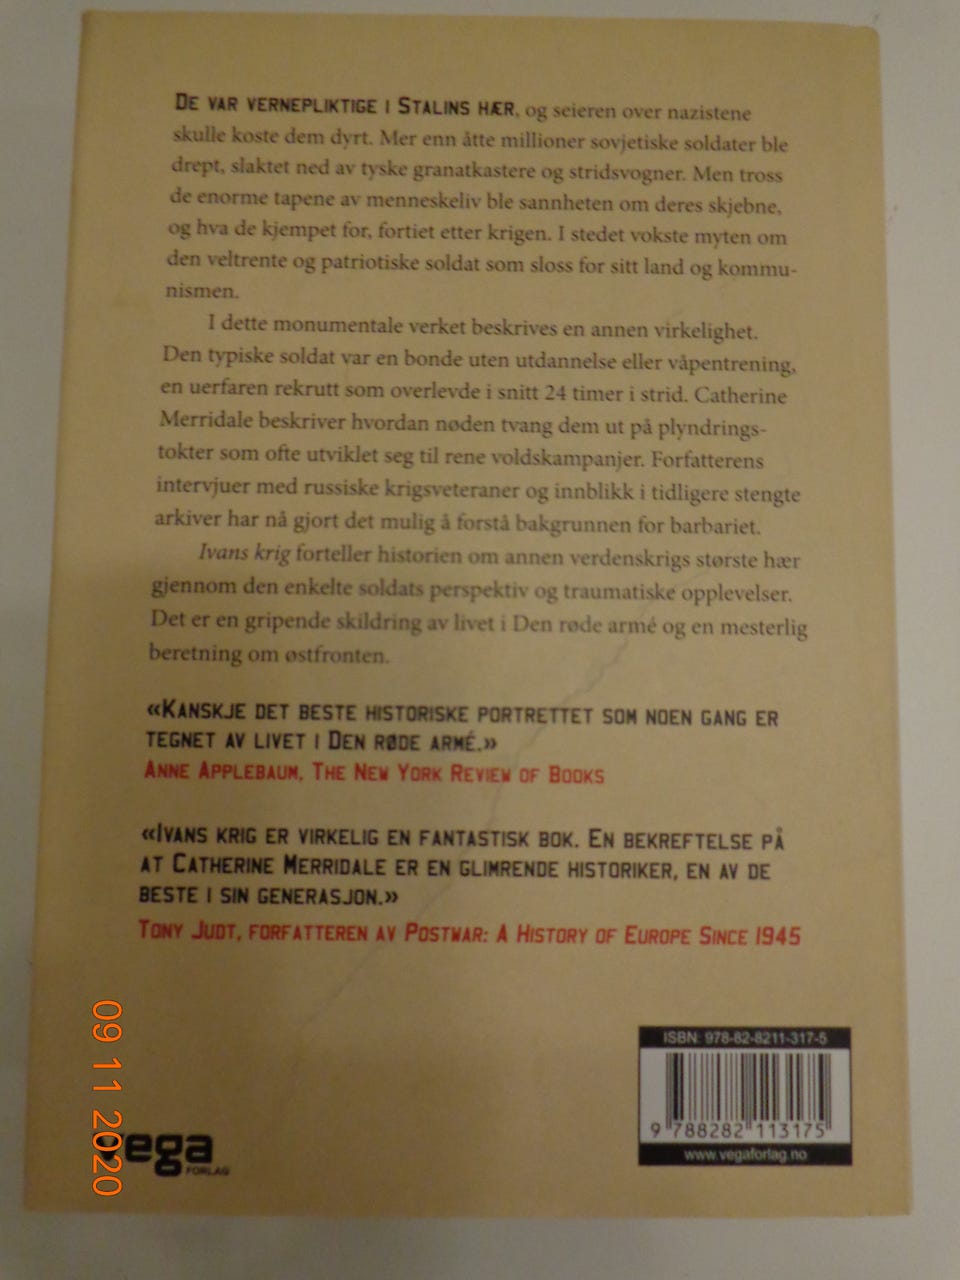 De var vernepliktige i Stalins hær, og seieren over nazistene
skulle koste dem dyrt. Mer enn åtte millioner sovjetiske soldater ble
drept, slaktet ned av tyske granatkastere og stridsvogner. Men tross
de enorme tapene av menneskeliv ble sannheten om deres skjebne,
og hva de kjempet for, fortiet etter krigen. I stedet vokste myten om
den veltrente og patriotiske soldat som sloss for sitt land og kommu-
nismen.
I dette monumentale verket beskrives en annen virkelighet.
Den typiske soldat var en bonde uten utdannelse eller våpentrening,
en uerfaren rekrutt som overlevde i snitt 24 timer i strid. Catherine
Merridale beskriver hvordan nøden tvang dem ut på plyndrings-
tokter som ofte utviklet seg til rene voldskampanjer. Forfatterens
intervjuer med russiske krigsveteraner og innblikk i tidligere stengte
arkiver har nå gjort det mulig å forstå bakgrunnen for barbariet.
Ivans krig forteller historien om annen verdenskrigs største hær
gjennom den enkelte soldats perspektiv og traumatiske opplevelser.
Det er en gripende skildring av livet i Den røde armé og en mesterlig
beretning om østfronten.
«Kanskje det beste historiske portrettet som noen gang er
tegnet av livet i Den røde armé.»
Anne Applebaum, The New York Review of Books
«Ivans krig er virkelig en fantastisk bok. En bekreftelse på
at Catherine Merridale er en glimrende historiker, en av de
beste i sin generasjon.»
Tony Judt, forfatteren av Postwar: A History of Europe Since 1945
09 11 2020
vega
FORLAG
ISBN: 978-82-8211-317-5
9 788282 113175
www.vegaforlag.no